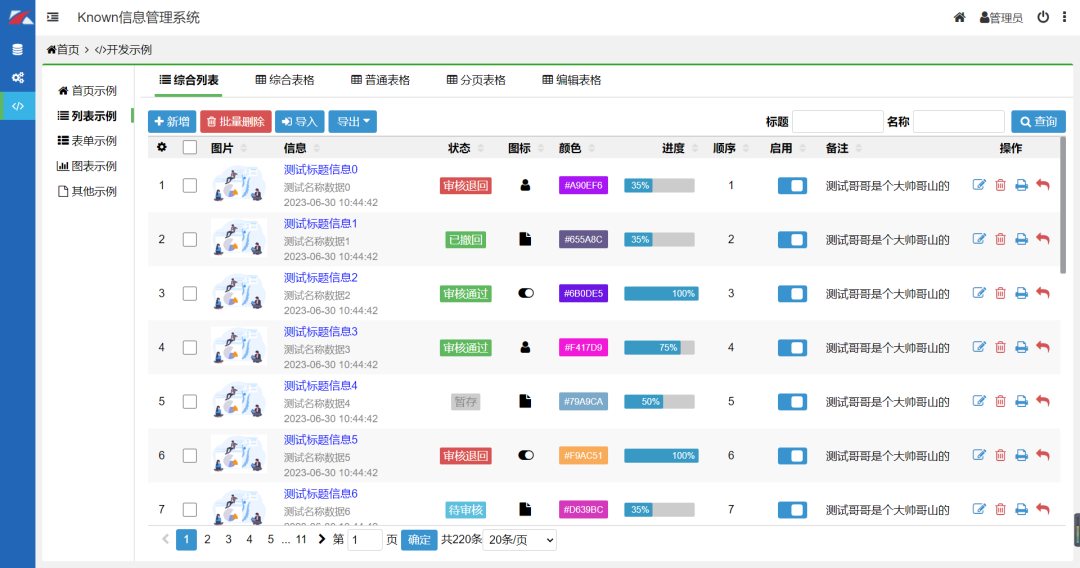 Known信息管理系统
管理员
首页 > </>开发示例
首页示例
列表示例
表单示例
图表示例
其他示例
综合列表 综合表格 普通表格 分页表格 编辑表格
新增 批量删除 导入 导出 标题 名称 查询
图片 信息 状态 图标 颜色 进度 顺序 启用 备注 操作
测试标题信息0
1 测试名称数据0 审核退回 #A90EF6 35% 1 测试哥哥是个大帅哥山的
2023-06-30 10:44:42
测试标题信息1
2 测试名称数据1 已撤回 #655A8C 35% 2 测试哥哥是个大帅哥山的
2023-06-30 10:44:42
测试标题信息2
3 测试名称数据2 审核通过 #6B0DE5 100% 3 测试哥哥是个大帅哥山的
2023-06-30 10:44:42
测试标题信息3
4 测试名称数据3 审核通过 #F417D9 75% 4 测试哥哥是个大帅哥山的
2023-06-30 10:44:42
测试标题信息4
5 测试名称数据4 暂存 #79A9CA 50% 5 测试哥哥是个大帅哥山的
2023-06-30 10:44:42
测试标题信息5
6 测试名称数据5 审核退回 #F9AC51 100% 6 测试哥哥是个大帅哥山的
2023-06-30 10:44:42
测试标题信息6
7 测试名称数据6 待审核 #D639BC 35% 7 测试哥哥是个大帅哥山的
1 2 3 4 5 ... 11 第 1 页 确定 共220条 20条/页